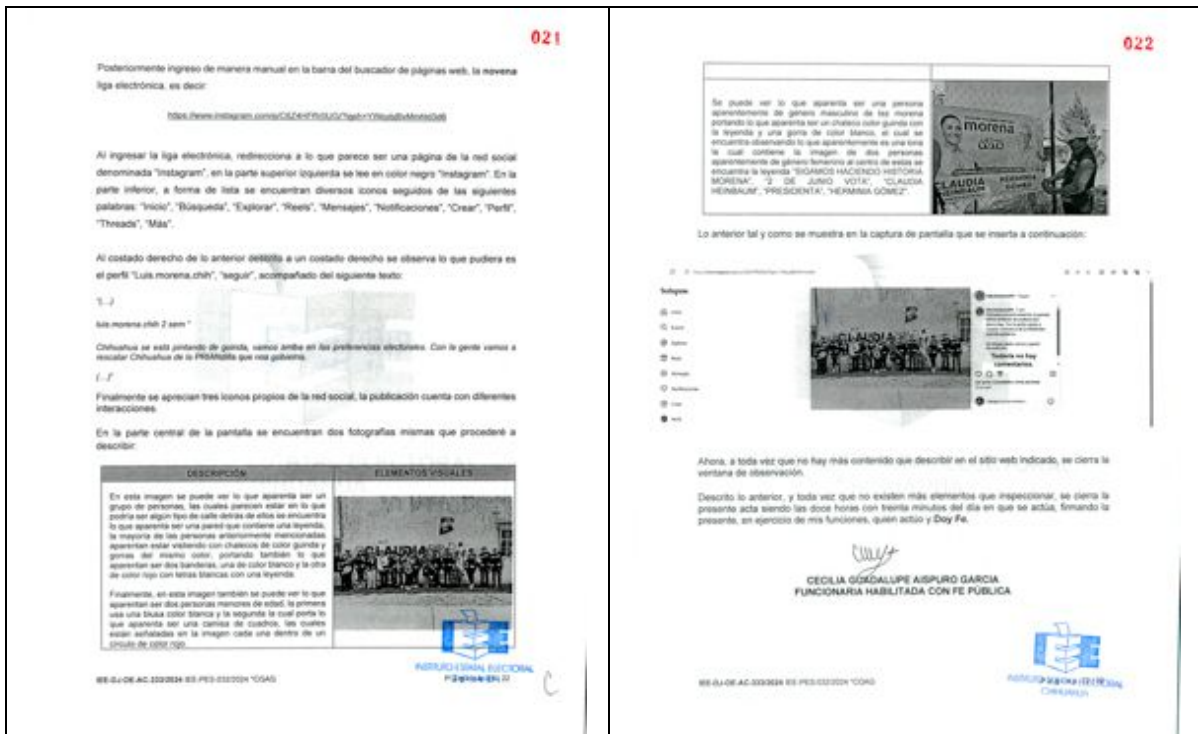 021
Posteriormente ingreso de manera manual en la barra del buscador de páginas web, la novena
liga electrónica, es decir:
Al ingresar la liga electrónica, redirecciona a lo que parece ser una página de la red social
denominada "Instagram", en la parte superior izquierda se lee en color negro "Instagram". En la
parte inferior, a forma de lista se encuentran diversos iconos seguidos de las siguientes
palabras: "Inicio", "Búsqueda", "Explorar", "Reels", "Mensajes", "Notificaciones", "Crear", "Perfil",
"Threads", "Más".
Al costado derecho de lo anterior descrito a un costado derecho se observa lo que pudiera es
el perfil "Luis.morena.chih", "seguir", acompañado del siguiente texto:
"(...)
luis.morena.chih 2 sem "
Chihuahua se está pintando de guinda, vamos arriba en las preferencias electorales. Con la gente vamos a
rescatar Chihuahua de la que nos gobierna.
(...)"
Finalmente se aprecian tres iconos propios de la red social, la publicación cuenta con diferentes
interacciones.
En la parte central de la pantalla se encuentran dos fotografías mismas que procederé a
describir:
DESCRIPCIÓN
ELEMENTOS VISUALES
En esta imagen se puede ver lo que aparenta ser un
grupo de personas, las cuales parecen estar en lo que
podría ser algún tipo de calle detrás de ellos se encuentra
lo que aparenta ser una pared que contiene una leyenda,
la mayoría de las personas anteriormente mencionadas
aparentan estar vistiendo con chalecos de color guinda y
gorras del mismo color, portando también lo que
aparentan ser dos banderas, una de color blanco y la otra
de color rojo con letras blancas con una leyenda.
Finalmente, en esta imagen también se puede ver lo que
aparentan ser dos personas menores de edad, la primera
usa una blusa color blanca y la segunda la cual porta lo
que aparenta ser una camisa de cuadros, las cuales
están señaladas en la imagen cada una dentro de un
círculo de color rojo.
CLAUDIA
INSTITUTO ESTATAL ELECTORAL
IEE-DJ-OE-AC-333/2024 IEE-PES-032/2024 *CGAG
022
Se puede ver lo que aparenta ser una persona
aparentemente de género masculino de tez morena
portando lo que aparenta ser un chaleco color guinda con
la leyenda y una gorra de color blanco, el cual se
encuentra observando lo que aparentemente es una lona
la cual contiene la imagen de dos personas
aparentemente de género femenino al centro de estas se
encuentra la leyenda "SIGAMOS HACIENDO HISTORIA
MORENA", "2 DE JUNIO VOTA", "CLAUDIA
HEINBAUM", "PRESIDENTA", "HERMINIA GÓMEZ".
morena
VOTA
CLAUDIA
HERMINIA
GÓMEZ
Lo anterior tal y como se muestra en la captura de pantalla que se inserta a continuación:
Instagram
CLAUDIA
Todavía no hay
comentarios.
Ahora, a toda vez que no hay más contenido que describir en el sitio web indicado, se cierra la
ventana de observación.
Descrito lo anterior, y toda vez que no existen más elementos que inspeccionar, se cierra la
presente acta siendo las doce horas con treinta minutos del día en que se actúa, firmando la
presente, en ejercicio de mis funciones, quien actúo y Doy Fe.
CECILIA GUADALUPE AISPURO GARCIA
FUNCIONARIA HABILITADA CON FE PÚBLICA
CHIHUAHUA